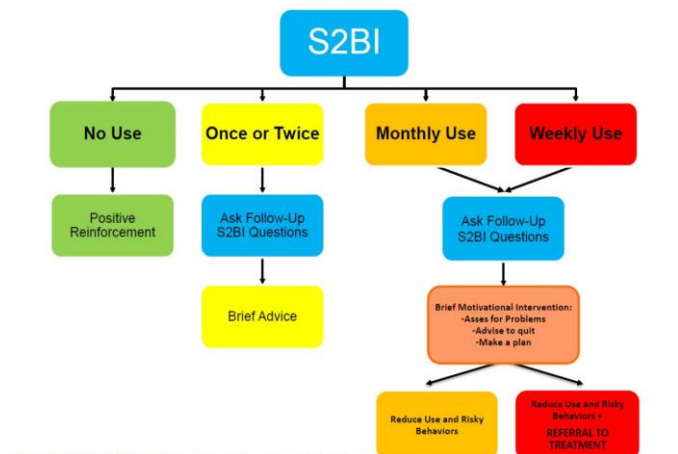 S2BI
No Use
Once or Twice
Monthly Use
Weekly Use
Positive
Reinforcement
Ask Follow-Up
S2BI Questions
Ask Follow-Up
S2BI Questions
Brief Advice
Brief Motivational Intervention:
-Asses for Problems
-Advise to quit
-Make a plan
Reduce Use and Risky
Behaviors
Reduce Use and Risky
Behaviors +
REFERRAL TO
TREATMENT